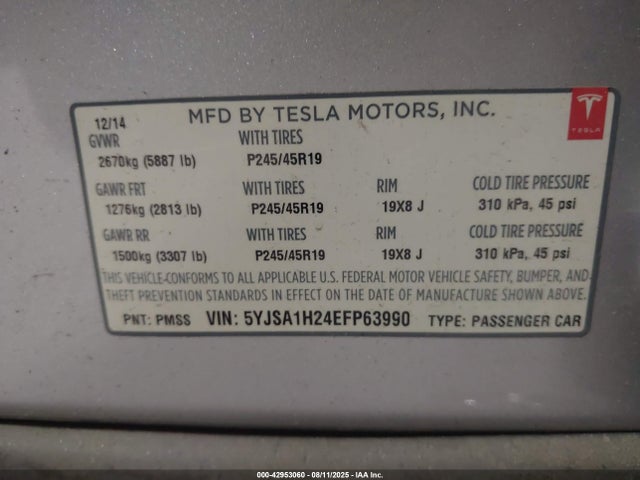 12/14 MFD BY TESLA MOTORS, INC.
TESLA
GVWR WITH TIRES
2670kg (5887 lb) P245/45R19
GAWR FRT WITH TIRES RIM COLD TIRE PRESSURE
1276kg (2813 lb) P245/45R19 19X8 J 310 kPa, 45 psi
GAWR RR WITH TIRES RIM COLD TIRE PRESSURE
1500kg (3307 lb) P245/45R19 19X8 J 310 kPa, 45 psi
THIS VEHICLE CONFORMS TO ALL APPLICABLE U.S. FEDERAL MOTOR VEHICLE SAFETY, BUMPER, AND
THEFT PREVENTION STANDARDS IN EFFECT ON THE DATE OF MANUFACTURE SHOWN ABOVE.
PNT: PMSS VIN: 5YJSA1H24EFP63990 TYPE: PASSENGER CAR
000-42953060 - 08/11/2025 - IAA Inc.